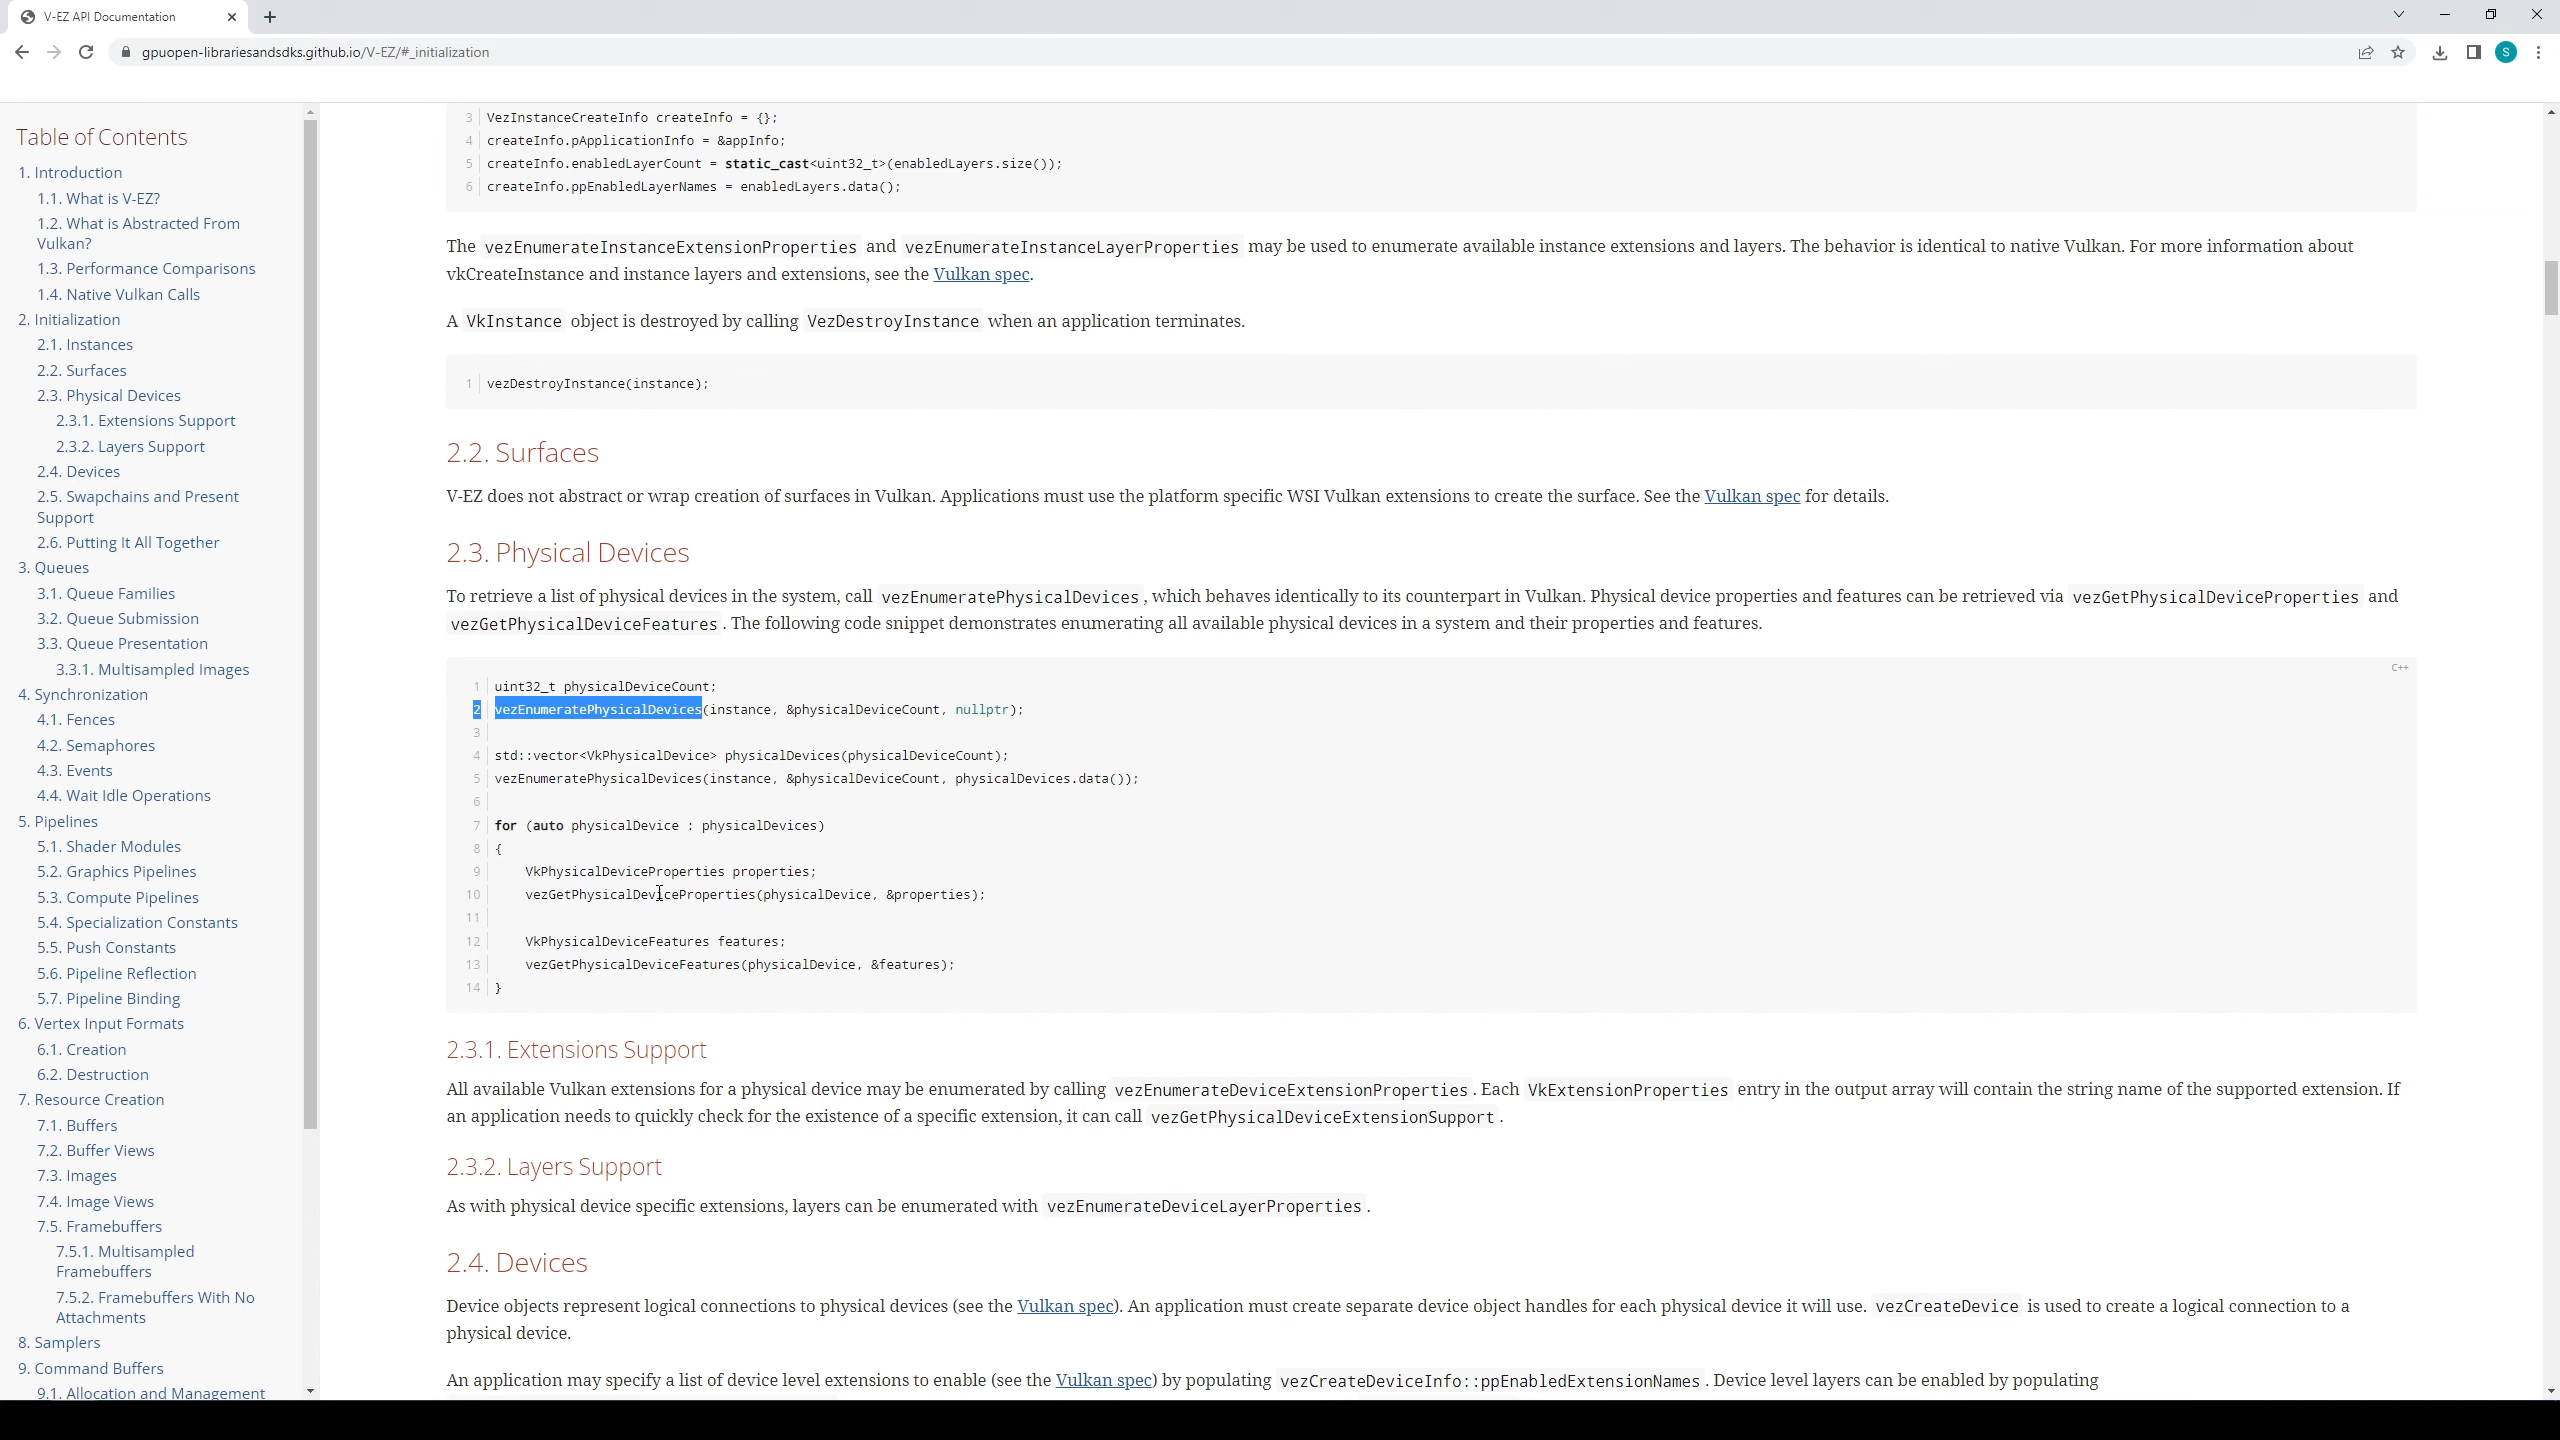 V-EZ API Documentation
gpuopen-librariesandsdks.github.io/V-EZ/#_initialization
S
Table of Contents
1. Introduction
1.1. What is V-EZ?
1.2. What is Abstracted From
Vulkan?
1.3. Performance Comparisons
1.4. Native Vulkan Calls
2. Initialization
2.1. Instances
2.2. Surfaces
2.3. Physical Devices
2.3.1. Extensions Support
2.3.2. Layers Support
2.4. Devices
2.5. Swapchains and Present
Support
2.6. Putting It All Together
3. Queues
3.1. Queue Families
3.2. Queue Submission
3.3. Queue Presentation
3.3.1. Multisampled Images
4. Synchronization
4.1. Fences
4.2. Semaphores
4.3. Events
4.4. Wait Idle Operations
5. Pipelines
5.1. Shader Modules
5.2. Graphics Pipelines
5.3. Compute Pipelines
5.4. Specialization Constants
5.5. Push Constants
5.6. Pipeline Reflection
5.7. Pipeline Binding
6. Vertex Input Formats
6.1. Creation
6.2. Destruction
7. Resource Creation
7.1. Buffers
7.2. Buffer Views
7.3. Images
7.4. Image Views
7.5. Framebuffers
7.5.1. Multisampled
Framebuffers
7.5.2. Framebuffers With No
Attachments
8. Samplers
9. Command Buffers
9.1. Allocation and Management
3 VezInstanceCreateInfo createInfo = {};
4 createInfo.pApplicationInfo = &appInfo;
5 createInfo.enabledLayerCount = static_cast<uint32_t>(enabledLayers.size());
6 createInfo.ppEnabledLayerNames = enabledLayers.data();
The vezEnumerateInstanceExtensionProperties and vezEnumerateInstanceLayerProperties may be used to enumerate available instance extensions and layers. The behavior is identical to native Vulkan. For more information about
vkCreateInstance and instance layers and extensions, see the Vulkan spec.
A VkInstance object is destroyed by calling VezDestroyInstance when an application terminates.
1 vezDestroyInstance(instance);
2.2. Surfaces
V-EZ does not abstract or wrap creation of surfaces in Vulkan. Applications must use the platform specific WSI Vulkan extensions to create the surface. See the Vulkan spec for details.
2.3. Physical Devices
To retrieve a list of physical devices in the system, call vezEnumeratePhysicalDevices, which behaves identically to its counterpart in Vulkan. Physical device properties and features can be retrieved via vezGetPhysicalDeviceProperties and
vezGetPhysicalDeviceFeatures. The following code snippet demonstrates enumerating all available physical devices in a system and their properties and features.
C++
1 uint32_t physicalDeviceCount;
2 vezEnumeratePhysicalDevices(instance, &physicalDeviceCount, nullptr);
3
4 std::vector<VkPhysicalDevice> physicalDevices(physicalDeviceCount);
5 vezEnumeratePhysicalDevices(instance, &physicalDeviceCount, physicalDevices.data());
6
7 for (auto physicalDevice : physicalDevices)
8 {
9 VkPhysicalDeviceProperties properties;
10 vezGetPhysicalDeviceProperties(physicalDevice, &properties);
11
12 VkPhysicalDeviceFeatures features;
13 vezGetPhysicalDeviceFeatures(physicalDevice, &features);
14 }
2.3.1. Extensions Support
All available Vulkan extensions for a physical device may be enumerated by calling vezEnumerateDeviceExtensionProperties. Each VkExtensionProperties entry in the output array will contain the string name of the supported extension. If
an application needs to quickly check for the existence of a specific extension, it can call vezGetPhysicalDeviceExtensionSupport.
2.3.2. Layers Support
As with physical device specific extensions, layers can be enumerated with vezEnumerateDeviceLayerProperties.
2.4. Devices
Device objects represent logical connections to physical devices (see the Vulkan spec). An application must create separate device object handles for each physical device it will use. vezCreateDevice is used to create a logical connection to a
physical device.
An application may specify a list of device level extensions to enable (see the Vulkan spec) by populating vezCreateDeviceInfo::ppEnabledExtensionNames. Device level layers can be enabled by populating